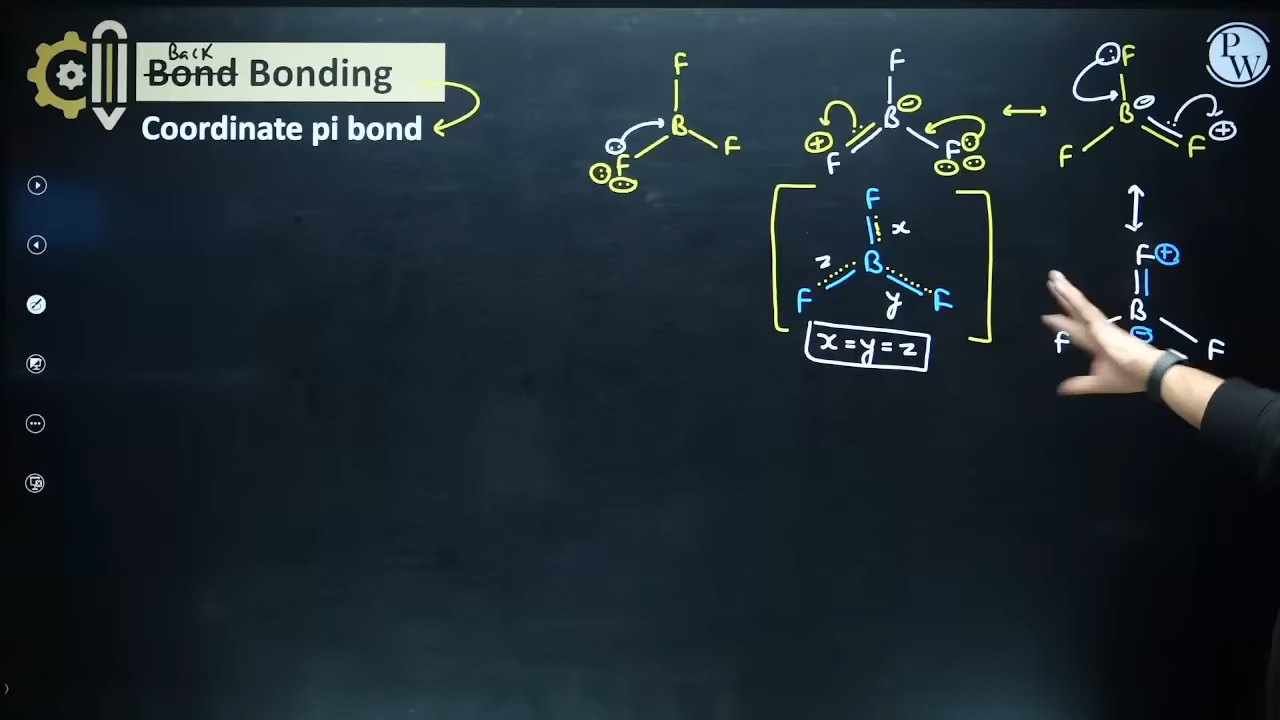 Back
Bond Bonding
Coordinate pi bond
F
B
F
F
F
B ⊖
⊕
F
F
↔
F
B ⊖
F
F
⊕
PW
F
x
z
B
F
y
F
x = y = z
F ⊕
B
⊖
F
F